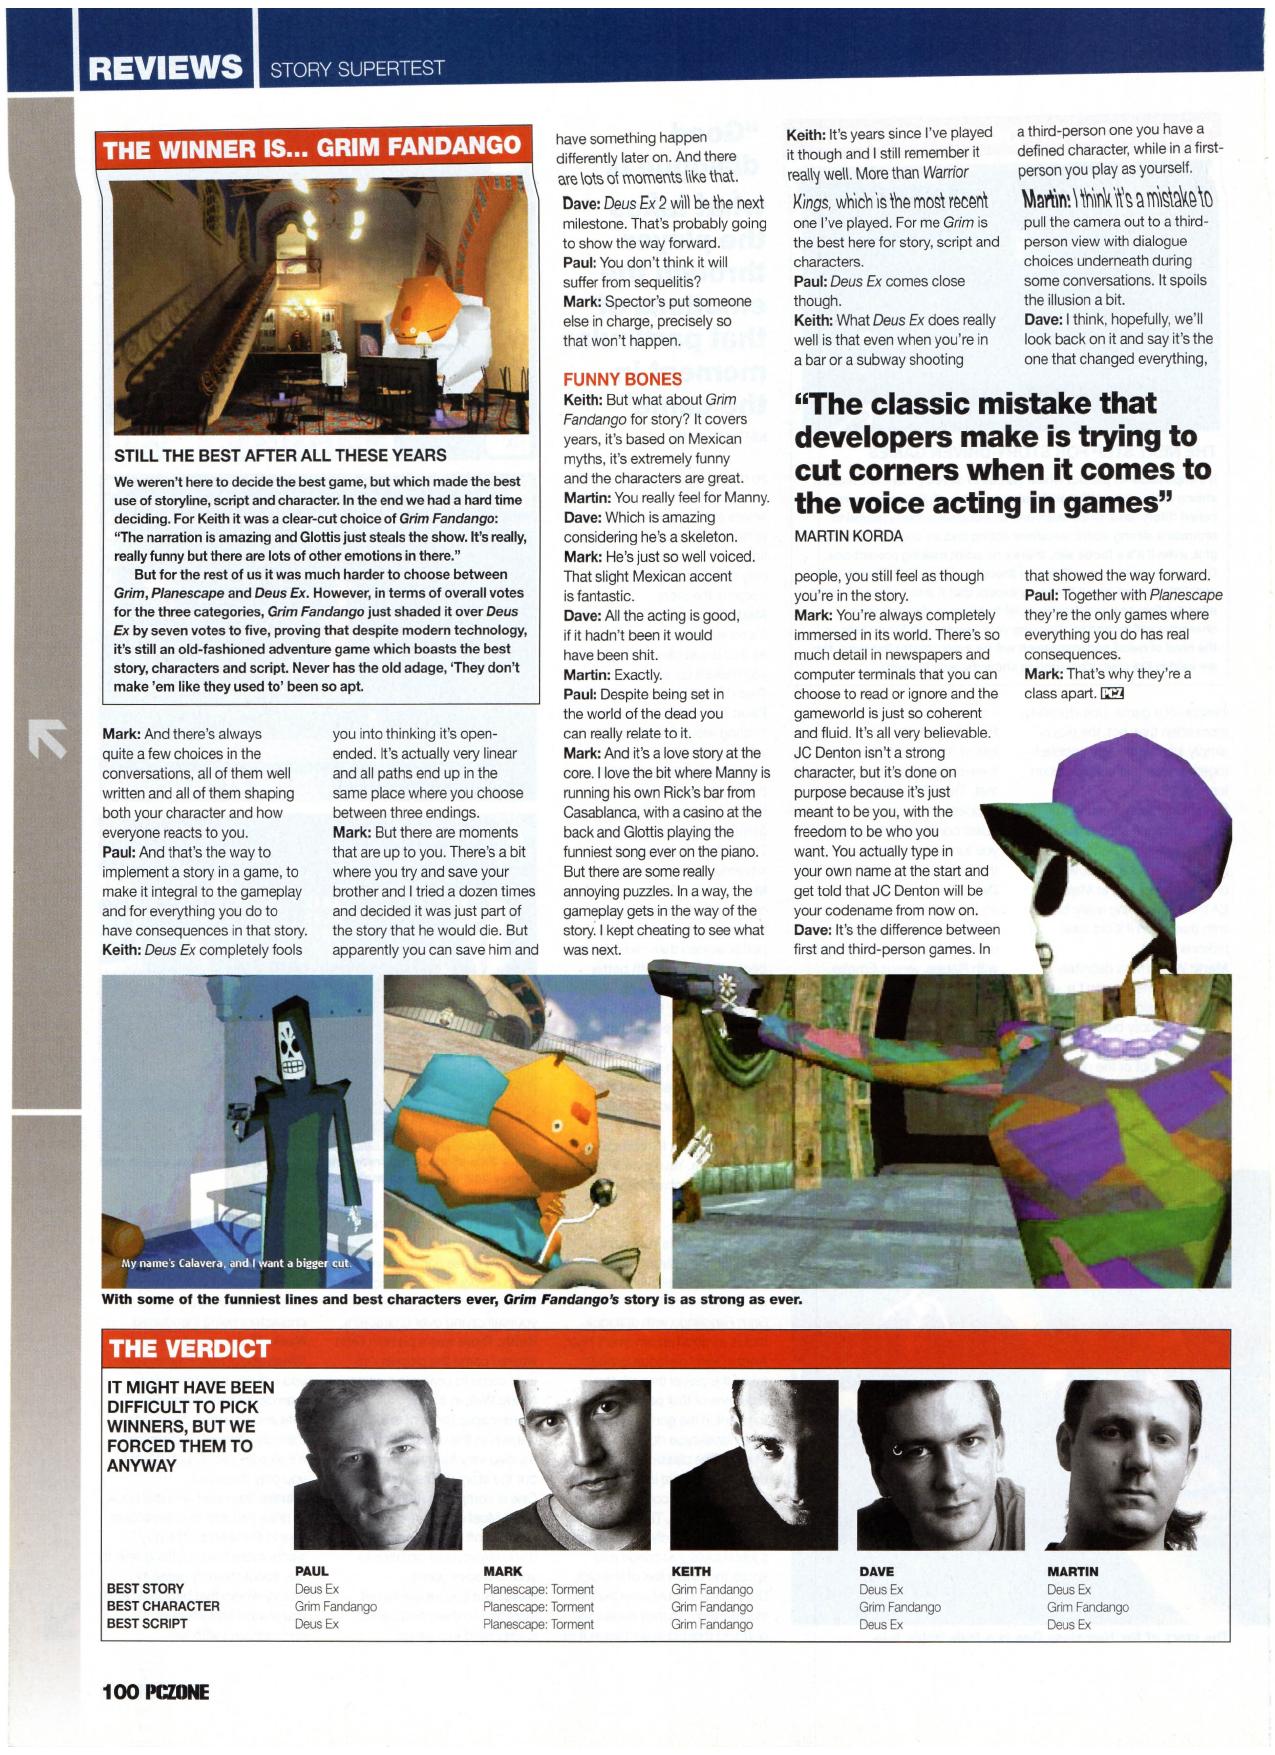 REVIEWS
STORY SUPERTEST
THE WINNER IS... GRIM FANDANGO
STILL THE BEST AFTER ALL THESE YEARS
We weren't here to decide the best game, but which made the best
use of storyline, script and character. In the end we had a hard time
deciding. For Keith it was a clear-cut choice of Grim Fandango:
“The narration is amazing and Glottis just steals the show. It's really,
really funny but there are lots of other emotions in there.”
But for the rest of us it was much harder to choose between
Grim, Planescape and Deus Ex. However, in terms of overall votes
for the three categories, Grim Fandango just shaded it over Deus
Ex by seven votes to five, proving that despite modern technology,
it's still an old-fashioned adventure game which boasts the best
story, characters and script. Never has the old adage, 'They don't
make 'em like they used to' been so apt.
Mark: And there's always
quite a few choices in the
conversations, all of them well
written and all of them shaping
both your character and how
everyone reacts to you.
Paul: And that's the way to
implement a story in a game, to
make it integral to the gameplay
and for everything you do to
have consequences in that story.
Keith: Deus Ex completely fools
you into thinking it's open-
ended. It's actually very linear
and all paths end up in the
same place where you choose
between three endings.
Mark: But there are moments
that are up to you. There's a bit
where you try and save your
brother and I tried a dozen times
and decided it was just part of
the story that he would die. But
apparently you can save him and
have something happen
differently later on. And there
are lots of moments like that.
Dave: Deus Ex 2 will be the next
milestone. That's probably going
to show the way forward.
Paul: You don't think it will
suffer from sequelitis?
Mark: Spector's put someone
else in charge, precisely so
that won't happen.
FUNNY BONES
Keith: But what about Grim
Fandango for story? It covers
years, it's based on Mexican
myths, it's extremely funny
and the characters are great.
Martin: You really feel for Manny.
Dave: Which is amazing
considering he's a skeleton.
Mark: He's just so well voiced.
That slight Mexican accent
is fantastic.
Dave: All the acting is good,
if it hadn't been it would
have been shit.
Martin: Exactly.
Paul: Despite being set in
the world of the dead you
can really relate to it.
Mark: And it's a love story at the
core. I love the bit where Manny is
running his own Rick's bar from
Casablanca, with a casino at the
back and Glottis playing the
funniest song ever on the piano.
But there are some really
annoying puzzles. In a way, the
gameplay gets in the way of the
story. I kept cheating to see what
was next.
Keith: It's years since I've played
it though and I still remember it
really well. More than Warrior
Kings, which is the most recent
one I've played. For me Grim is
the best here for story, script and
characters.
Paul: Deus Ex comes close
though.
Keith: What Deus Ex does really
well is that even when you're in
a bar or a subway shooting
“The classic mistake that
developers make is trying to
cut corners when it comes to
the voice acting in games”
MARTIN KORDA
people, you still feel as though
you're in the story.
Mark: You're always completely
immersed in its world. There's so
much detail in newspapers and
computer terminals that you can
choose to read or ignore and the
gameworld is just so coherent
and fluid. It's all very believable.
JC Denton isn't a strong
character, but it's done on
purpose because it's just
meant to be you, with the
freedom to be who you
want. You actually type in
your own name at the start and
get told that JC Denton will be
your codename from now on.
Dave: It's the difference between
first and third-person games. In
a third-person one you have a
defined character, while in a first-
person you play as yourself.
Martin: I think it's a mistake to
pull the camera out to a third-
person view with dialogue
choices underneath during
some conversations. It spoils
the illusion a bit.
Dave: I think, hopefully, we'll
look back on it and say it's the
one that changed everything,
that showed the way forward.
Paul: Together with Planescape
they're the only games where
everything you do has real
consequences.
Mark: That's why they're a
class apart. PCZ
My name's Calavera, and I want a bigger cut.
With some of the funniest lines and best characters ever, Grim Fandango's story is as strong as ever.
THE VERDICT
IT MIGHT HAVE BEEN
DIFFICULT TO PICK
WINNERS, BUT WE
FORCED THEM TO
ANYWAY
PAUL MARK KEITH DAVE MARTIN
BEST STORY Deus Ex Planescape: Torment Grim Fandango Deus Ex Deus Ex
BEST CHARACTER Grim Fandango Planescape: Torment Grim Fandango Grim Fandango Grim Fandango
BEST SCRIPT Deus Ex Planescape: Torment Grim Fandango Deus Ex Deus Ex
100 PCZONE